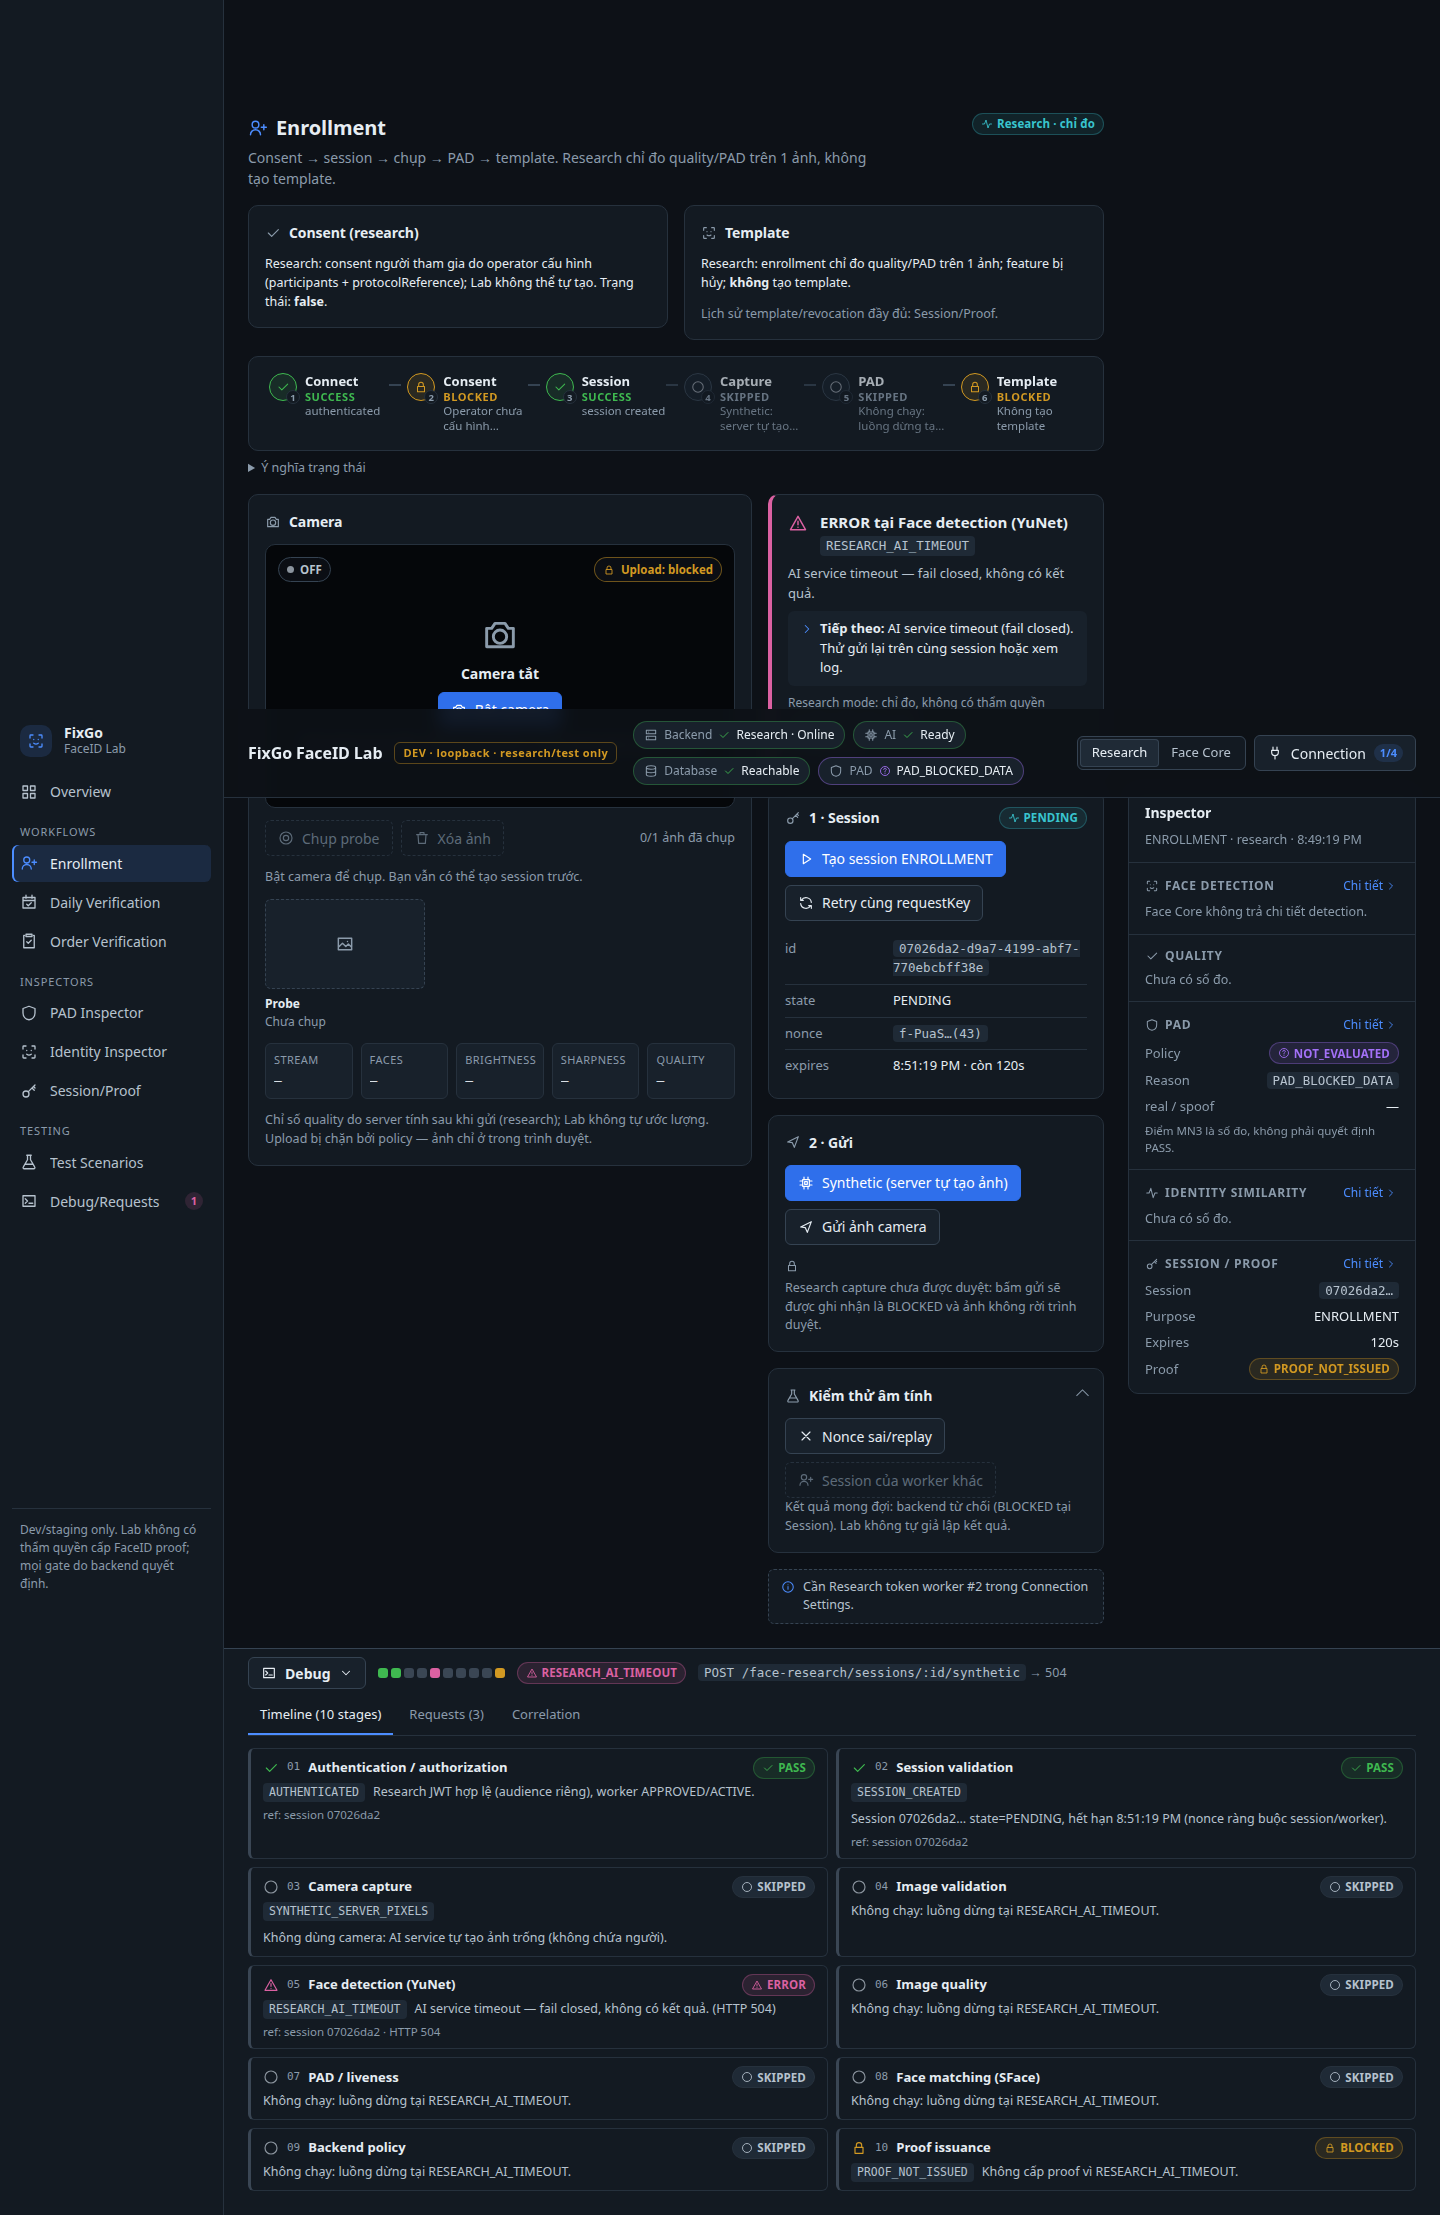 Enrollment
Research · chỉ đo
Consent → session → chụp → PAD → template. Research chỉ đo quality/PAD trên 1 ảnh, không
tạo template.
Consent (research)
Research: consent người tham gia do operator cấu hình
(participants + protocolReference); Lab không thể tự tạo. Trạng
thái: false.
Template
Research: enrollment chỉ đo quality/PAD trên 1 ảnh; feature bị
hủy; không tạo template.
Lịch sử template/revocation đầy đủ: Session/Proof.
1
Connect
SUCCESS
authenticated
2
Consent
BLOCKED
Operator chưa
cấu hình...
3
Session
SUCCESS
session created
4
Capture
SKIPPED
Synthetic:
server tự tạo...
5
PAD
SKIPPED
Không chạy:
luồng dừng tạ...
6
Template
BLOCKED
Không tạo
template
Ý nghĩa trạng thái
Camera
OFF
Upload: blocked
Camera tắt
Bật camera
ERROR tại Face detection (YuNet)
RESEARCH_AI_TIMEOUT
AI service timeout — fail closed, không có kết
quả.
Tiếp theo: AI service timeout (fail closed).
Thử gửi lại trên cùng session hoặc xem
log.
Research mode: chỉ đo, không có thẩm quyền
FixGo
FaceID Lab
Overview
WORKFLOWS
Enrollment
Daily Verification
Order Verification
INSPECTORS
PAD Inspector
Identity Inspector
Session/Proof
TESTING
Test Scenarios
Debug/Requests
1
Dev/staging only. Lab không có
thẩm quyền cấp FaceID proof;
mọi gate do backend quyết
định.
FixGo FaceID Lab
DEV · loopback · research/test only
Backend Research · Online
AI Ready
Database Reachable
PAD PAD_BLOCKED_DATA
Research
Face Core
Connection 1/4
Chụp probe
Xóa ảnh
0/1 ảnh đã chụp
Bật camera để chụp. Bạn vẫn có thể tạo session trước.
Probe
Chưa chụp
STREAM
–
FACES
–
BRIGHTNESS
–
SHARPNESS
–
QUALITY
–
Chỉ số quality do server tính sau khi gửi (research); Lab không tự ước lượng.
Upload bị chặn bởi policy — ảnh chỉ ở trong trình duyệt.
1 · Session
PENDING
Tạo session ENROLLMENT
Retry cùng requestKey
id
07026da2-d9a7-4199-abf7-
770ebcbff38e
state
PENDING
nonce
f-PuaS…(43)
expires
8:51:19 PM · còn 120s
2 · Gửi
Synthetic (server tự tạo ảnh)
Gửi ảnh camera
Research capture chưa được duyệt: bấm gửi sẽ
được ghi nhận là BLOCKED và ảnh không rời trình
duyệt.
Kiểm thử âm tính
Nonce sai/replay
Session của worker khác
Kết quả mong đợi: backend từ chối (BLOCKED tại
Session). Lab không tự giả lập kết quả.
Cần Research token worker #2 trong Connection
Settings.
Inspector
ENROLLMENT · research · 8:49:19 PM
FACE DETECTION
Chi tiết
Face Core không trả chi tiết detection.
QUALITY
Chưa có số đo.
PAD
Chi tiết
Policy
NOT_EVALUATED
Reason
PAD_BLOCKED_DATA
real / spoof
—
Điểm MN3 là số đo, không phải quyết định
PASS.
IDENTITY SIMILARITY
Chi tiết
Chưa có số đo.
SESSION / PROOF
Chi tiết
Session
07026da2…
Purpose
ENROLLMENT
Expires
120s
Proof
PROOF_NOT_ISSUED
Debug
RESEARCH_AI_TIMEOUT
POST /face-research/sessions/:id/synthetic → 504
Timeline (10 stages)
Requests (3)
Correlation
01 Authentication / authorization
PASS
AUTHENTICATED Research JWT hợp lệ (audience riêng), worker APPROVED/ACTIVE.
ref: session 07026da2
02 Session validation
PASS
SESSION_CREATED
Session 07026da2… state=PENDING, hết hạn 8:51:19 PM (nonce ràng buộc session/worker).
ref: session 07026da2
03 Camera capture
SKIPPED
SYNTHETIC_SERVER_PIXELS
Không dùng camera: AI service tự tạo ảnh trống (không chứa người).
04 Image validation
SKIPPED
Không chạy: luồng dừng tại RESEARCH_AI_TIMEOUT.
05 Face detection (YuNet)
ERROR
RESEARCH_AI_TIMEOUT AI service timeout — fail closed, không có kết quả. (HTTP 504)
ref: session 07026da2 · HTTP 504
06 Image quality
SKIPPED
Không chạy: luồng dừng tại RESEARCH_AI_TIMEOUT.
07 PAD / liveness
SKIPPED
Không chạy: luồng dừng tại RESEARCH_AI_TIMEOUT.
08 Face matching (SFace)
SKIPPED
Không chạy: luồng dừng tại RESEARCH_AI_TIMEOUT.
09 Backend policy
SKIPPED
Không chạy: luồng dừng tại RESEARCH_AI_TIMEOUT.
10 Proof issuance
BLOCKED
PROOF_NOT_ISSUED Không cấp proof vì RESEARCH_AI_TIMEOUT.